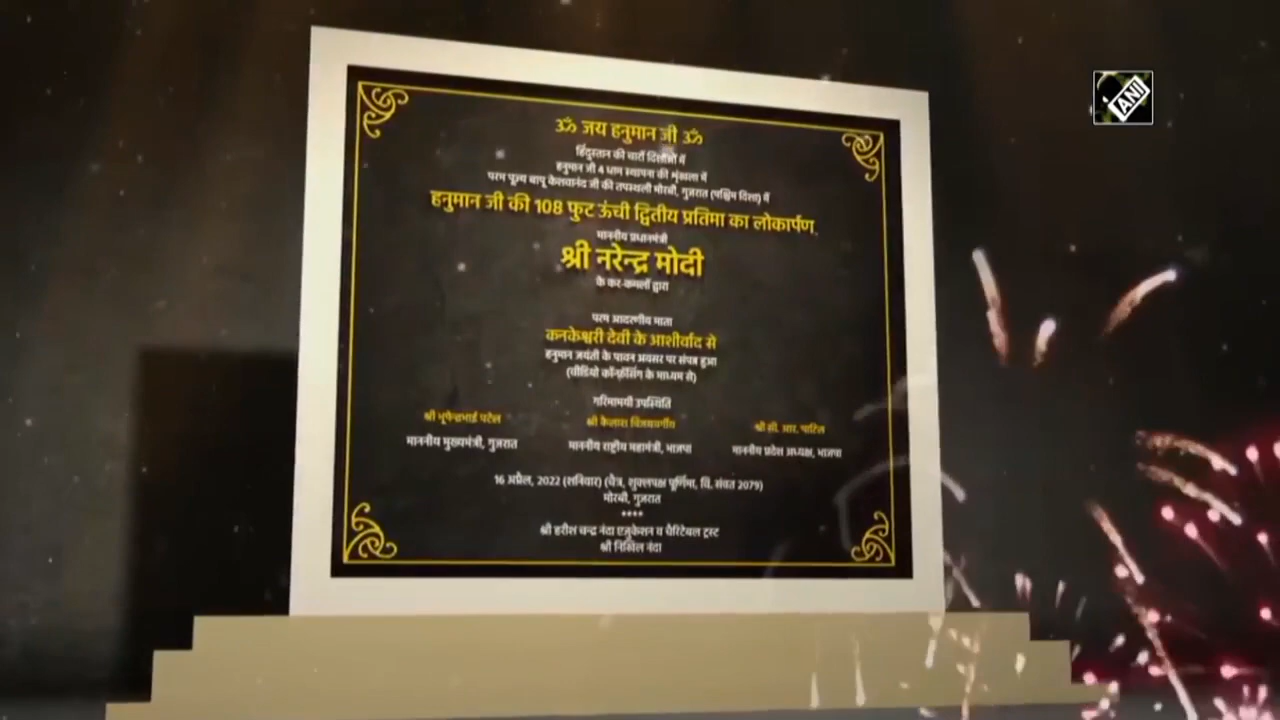 ॐ जय हनुमान जी ॐ
हिंदुस्तान की चारों दिशाओं में
हनुमान जी 4 धाम स्थापना की श्रृंखला में
परम पूज्य बापू केशवानंद जी की तपस्थली मोरबी, गुजरात (पश्चिम दिशा) में
हनुमान जी की 108 फुट ऊंची द्वितीय प्रतिमा का लोकार्पण
माननीय प्रधानमंत्री
श्री नरेन्द्र मोदी
के कर-कमलों द्वारा
परम आदरणीय माता
कनकेश्वरी देवी के आशीर्वाद से
हनुमान जयंती के पावन अवसर पर संपन्न हुआ
(वीडियो कॉन्फ्रेंसिंग के माध्यम से)
गरिमामयी उपस्थिति
श्री भूपेन्द्रभाई पटेल श्री कैलाश विजयवर्गीय श्री सी. आर. पाटिल
माननीय मुख्यमंत्री, गुजरात माननीय राष्ट्रीय महामंत्री, भाजपा माननीय प्रदेश अध्यक्ष, भाजपा
16 अप्रैल, 2022 (शनिवार) (चैत्र, शुक्लपक्ष पूर्णिमा, वि. संवत 2079)
मोरबी, गुजरात
****
श्री हरीश चन्द्र नंदा एजुकेशन व चैरिटेबल ट्रस्ट
श्री निखिल नंदा
ANI